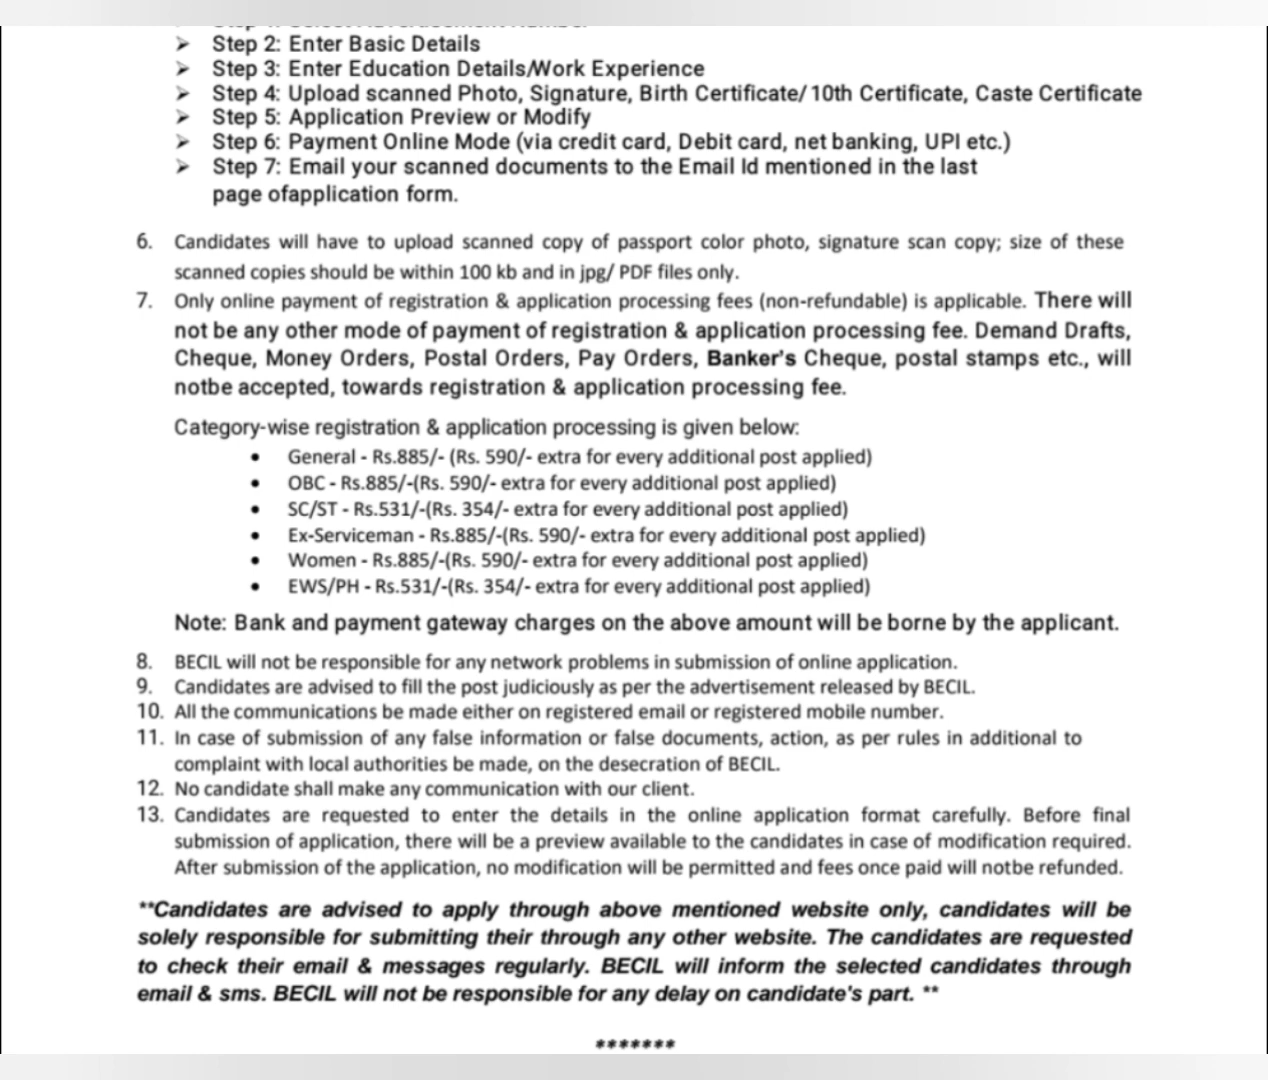 ➢ Step 2: Enter Basic Details
➢ Step 3: Enter Education Details/Work Experience
➢ Step 4: Upload scanned Photo, Signature, Birth Certificate/ 10th Certificate, Caste Certificate
➢ Step 5: Application Preview or Modify
➢ Step 6: Payment Online Mode (via credit card, Debit card, net banking, UPI etc.)
➢ Step 7: Email your scanned documents to the Email Id mentioned in the last
page ofapplication form.
6. Candidates will have to upload scanned copy of passport color photo, signature scan copy; size of these
scanned copies should be within 100 kb and in jpg/ PDF files only.
7. Only online payment of registration & application processing fees (non-refundable) is applicable. There will
not be any other mode of payment of registration & application processing fee. Demand Drafts,
Cheque, Money Orders, Postal Orders, Pay Orders, Banker's Cheque, postal stamps etc., will
notbe accepted, towards registration & application processing fee.
Category-wise registration & application processing is given below:
• General - Rs.885/- (Rs. 590/- extra for every additional post applied)
• OBC - Rs.885/-(Rs. 590/- extra for every additional post applied)
• SC/ST - Rs.531/-(Rs. 354/- extra for every additional post applied)
• Ex-Serviceman - Rs.885/-(Rs. 590/- extra for every additional post applied)
• Women - Rs.885/-(Rs. 590/- extra for every additional post applied)
• EWS/PH - Rs.531/-(Rs. 354/- extra for every additional post applied)
Note: Bank and payment gateway charges on the above amount will be borne by the applicant.
8. BECIL will not be responsible for any network problems in submission of online application.
9. Candidates are advised to fill the post judiciously as per the advertisement released by BECIL.
10. All the communications be made either on registered email or registered mobile number.
11. In case of submission of any false information or false documents, action, as per rules in additional to
complaint with local authorities be made, on the desecration of BECIL.
12. No candidate shall make any communication with our client.
13. Candidates are requested to enter the details in the online application format carefully. Before final
submission of application, there will be a preview available to the candidates in case of modification required.
After submission of the application, no modification will be permitted and fees once paid will notbe refunded.
**Candidates are advised to apply through above mentioned website only, candidates will be
solely responsible for submitting their through any other website. The candidates are requested
to check their email & messages regularly. BECIL will inform the selected candidates through
email & sms. BECIL will not be responsible for any delay on candidate's part. **
*******